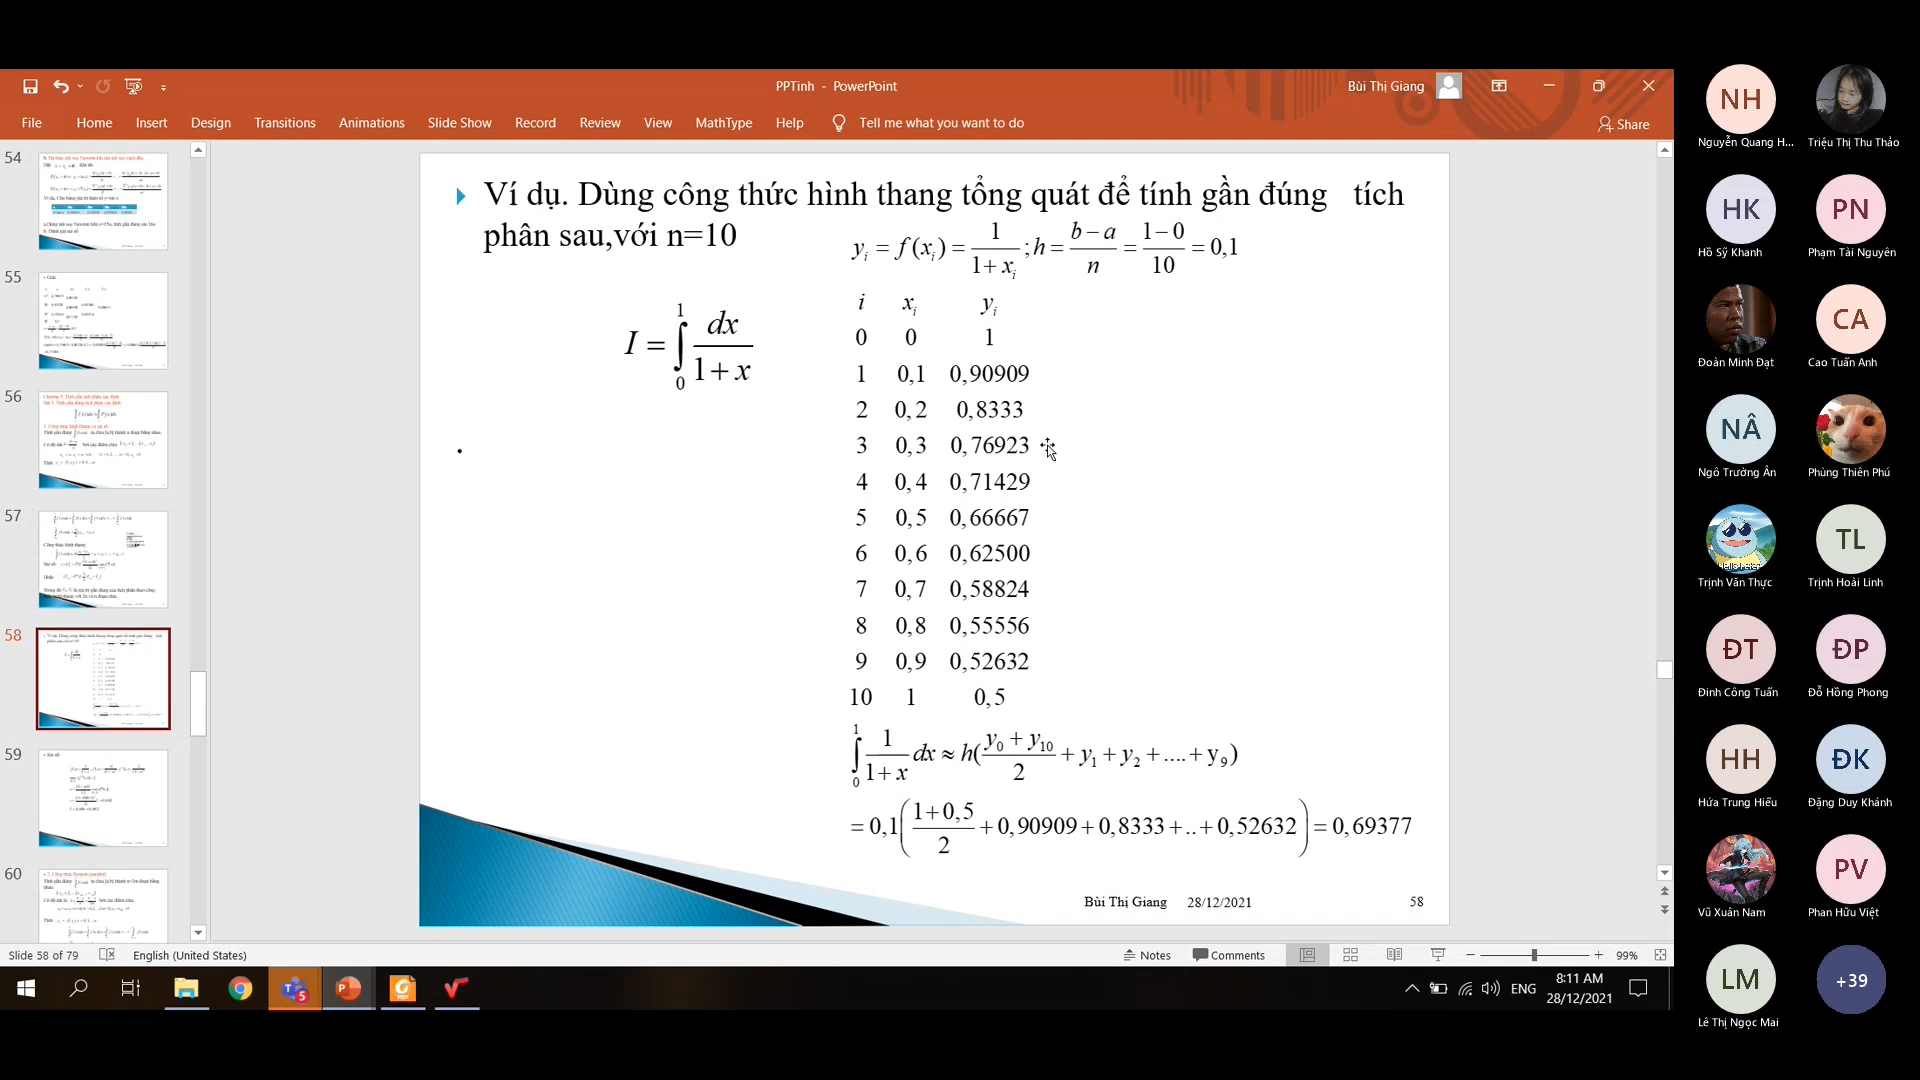 PPTinh - PowerPoint
Bùi Thị Giang
File Home Insert Design Transitions Animations Slide Show Record Review View MathType Help Tell me what you want to do Share
54
55
56
57
58
59
60
Ví dụ. Dùng công thức hình thang tổng quát để tính gần đúng tích
phân sau,với n=10
y_i = f(x_i) = 1/(1+x_i) ; h = (b−a)/n = (1−0)/10 = 0,1
I = ∫_0^1 dx/(1+x)
i x_i y_i
0 0 1
1 0,1 0,90909
2 0,2 0,8333
3 0,3 0,76923
4 0,4 0,71429
5 0,5 0,66667
6 0,6 0,62500
7 0,7 0,58824
8 0,8 0,55556
9 0,9 0,52632
10 1 0,5
.
∫_0^1 1/(1+x) dx ≈ h((y_0 + y_10)/2 + y_1 + y_2 + .... + y_9)
= 0,1((1+0,5)/2 + 0,90909 + 0,8333 + .. + 0,52632) = 0,69377
Bùi Thị Giang 28/12/2021 58
Slide 58 of 79 English (United States) Notes Comments 99%
ENG 8:11 AM
28/12/2021
NH
Nguyễn Quang H... Triệu Thị Thu Thảo
HK PN
Hồ Sỹ Khanh Phạm Tài Nguyên
CA
Đoàn Minh Đạt Cao Tuấn Anh
NÂ
Ngô Trường Ân Phùng Thiên Phú
TL
Trịnh Văn Thực Trịnh Hoài Linh
ĐT ĐP
Đinh Công Tuấn Đỗ Hồng Phong
HH ĐK
Hứa Trung Hiếu Đặng Duy Khánh
PV
Vũ Xuân Nam Phan Hữu Việt
LM +39
Lê Thị Ngọc Mai